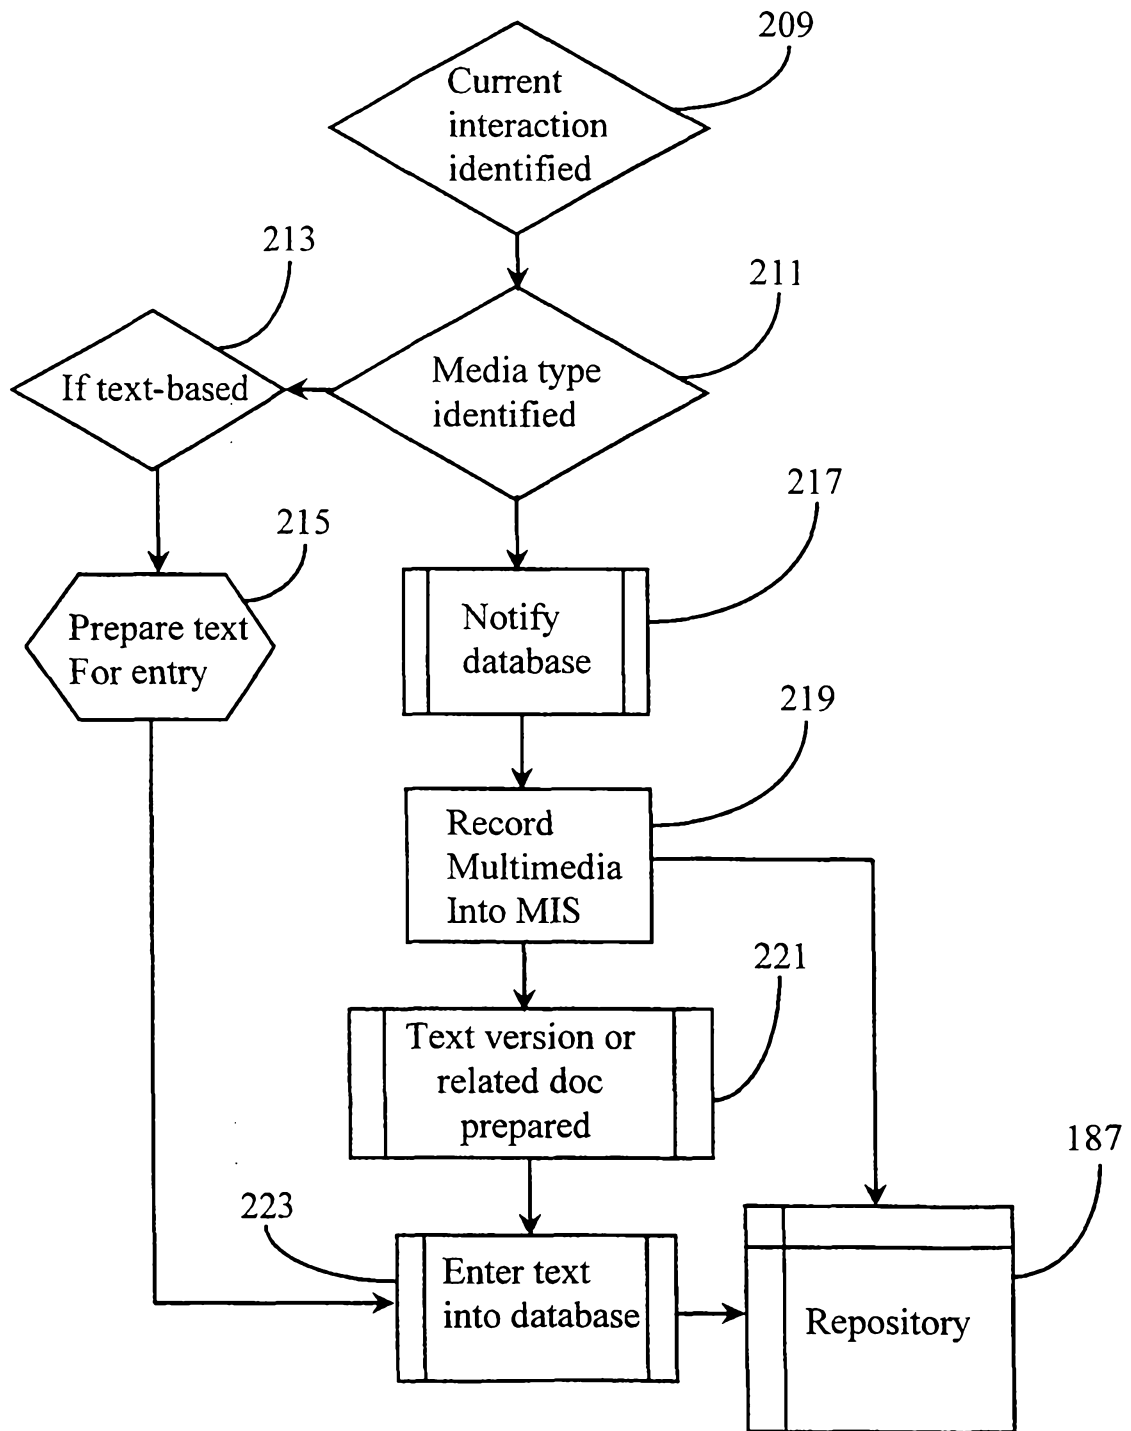 209
Current
interaction
identified
213
211
If text-based
Media type
identified
217
215
Notify
database
Prepare text
For entry
219
Record
Multimedia
Into MIS
221
Text version or
related doc
prepared
187
223
Enter text
into database
Repository